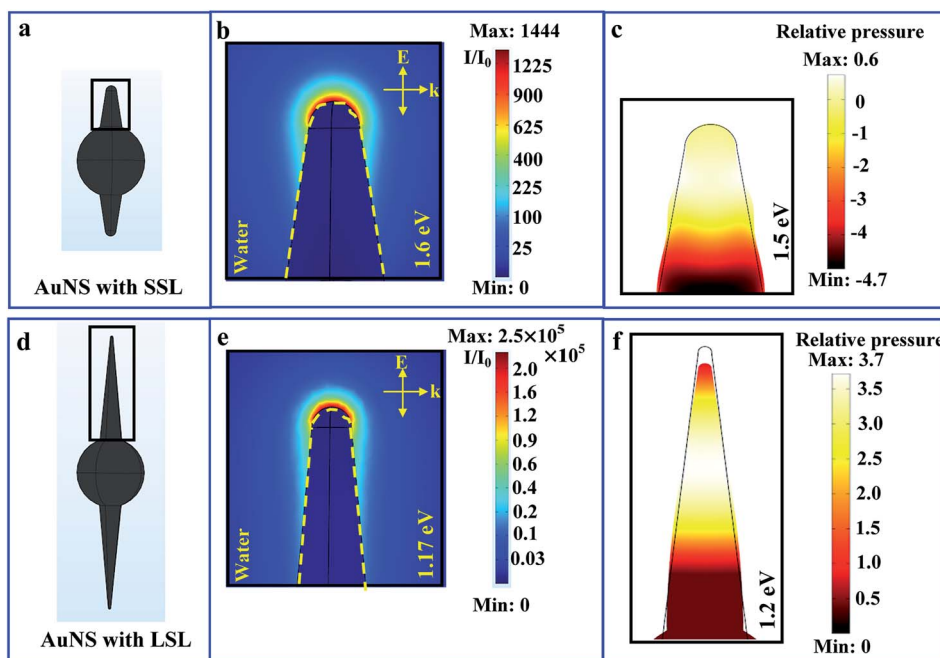 a
AuNS with SSL
b
Max: 1444
I/I₀
E
k
1225
900
625
400
225
100
25
Water
1.6 eV
Min: 0
c
Relative pressure
Max: 0.6
0
-1
-2
-3
-4
1.5 eV
Min: -4.7
d
AuNS with LSL
e
Max: 2.5×10⁵
I/I₀ ×10⁵
E
k
2.0
1.6
1.2
0.9
0.6
0.4
0.2
0.1
0.03
Water
1.17 eV
Min: 0
f
Relative pressure
Max: 3.7
3.5
3.0
2.5
2.0
1.5
1.0
0.5
1.2 eV
Min: 0